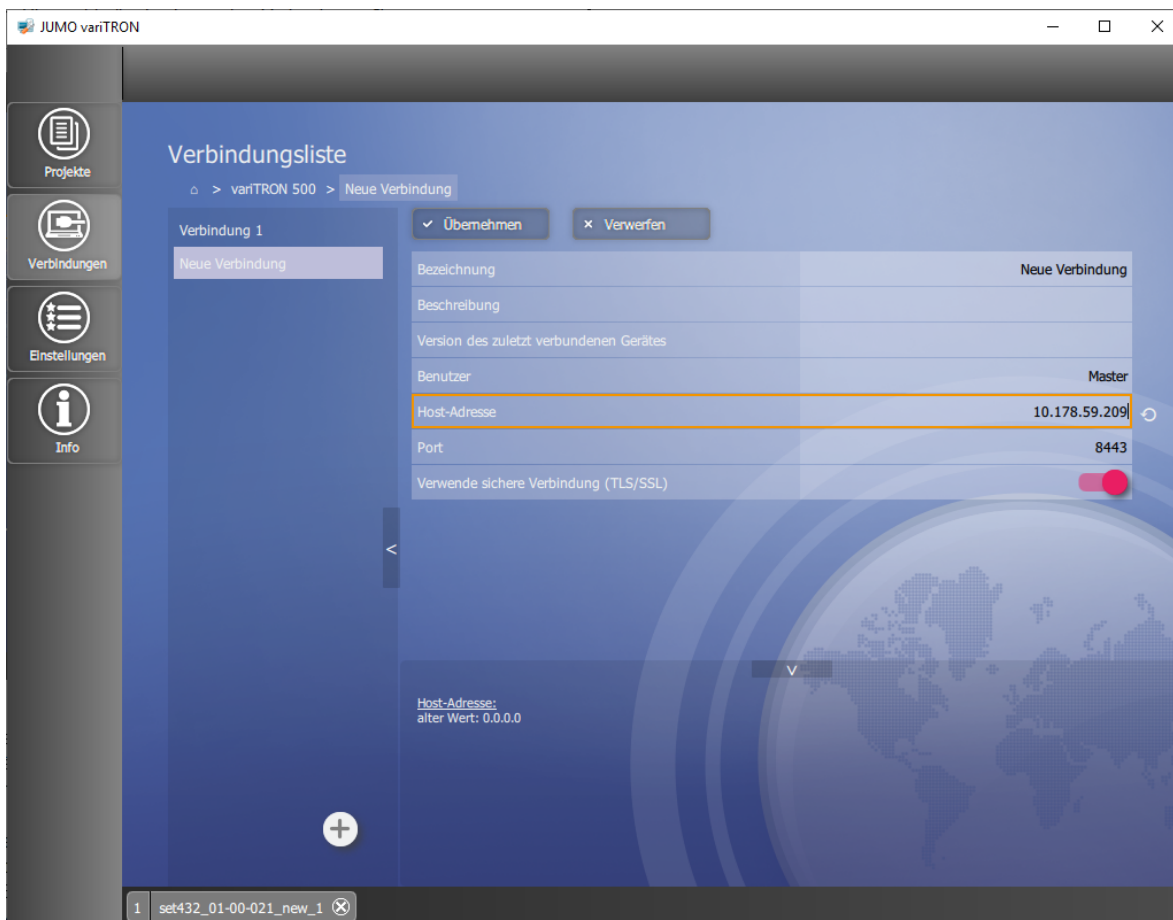 JUMO variTRON
Projekte
Verbindungen
Einstellungen
Info
Verbindungsliste
> variTRON 500 > Neue Verbindung
Verbindung 1
Neue Verbindung
Übernehmen
Verwerfen
Bezeichnung Neue Verbindung
Beschreibung
Version des zuletzt verbundenen Gerätes
Benutzer Master
Host-Adresse 10.178.59.209
Port 8443
Verwende sichere Verbindung (TLS/SSL)
<
V
Host-Adresse:
alter Wert: 0.0.0.0
1 set432_01-00-021_new_1